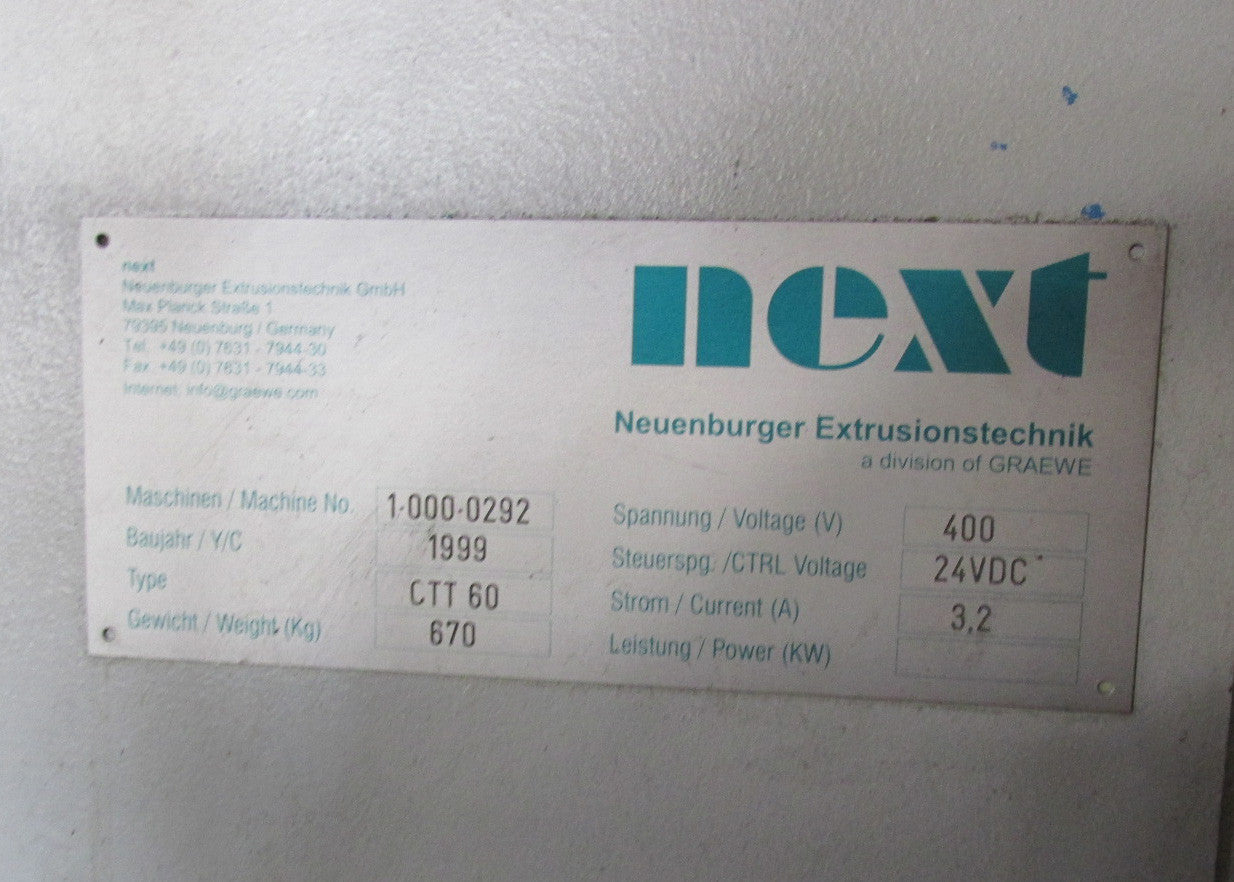 next
Neuenburger Extrusionstechnik GmbH
Max Planck Straße 1
79395 Neuenburg / Germany
Tel. +49 (0) 7631 - 7944-30
Fax. +49 (0) 7631 - 7944-33
Internet: info@graewe.com
next
Neuenburger Extrusionstechnik
a division of GRAEWE
Maschinen / Machine No. 1-000-0292
Baujahr / Y/C 1999
Type CTT 60
Gewicht / Weight (Kg) 670
Spannung / Voltage (V) 400
Steuerspg. /CTRL Voltage 24VDC
Strom / Current (A) 3,2
Leistung / Power (KW)